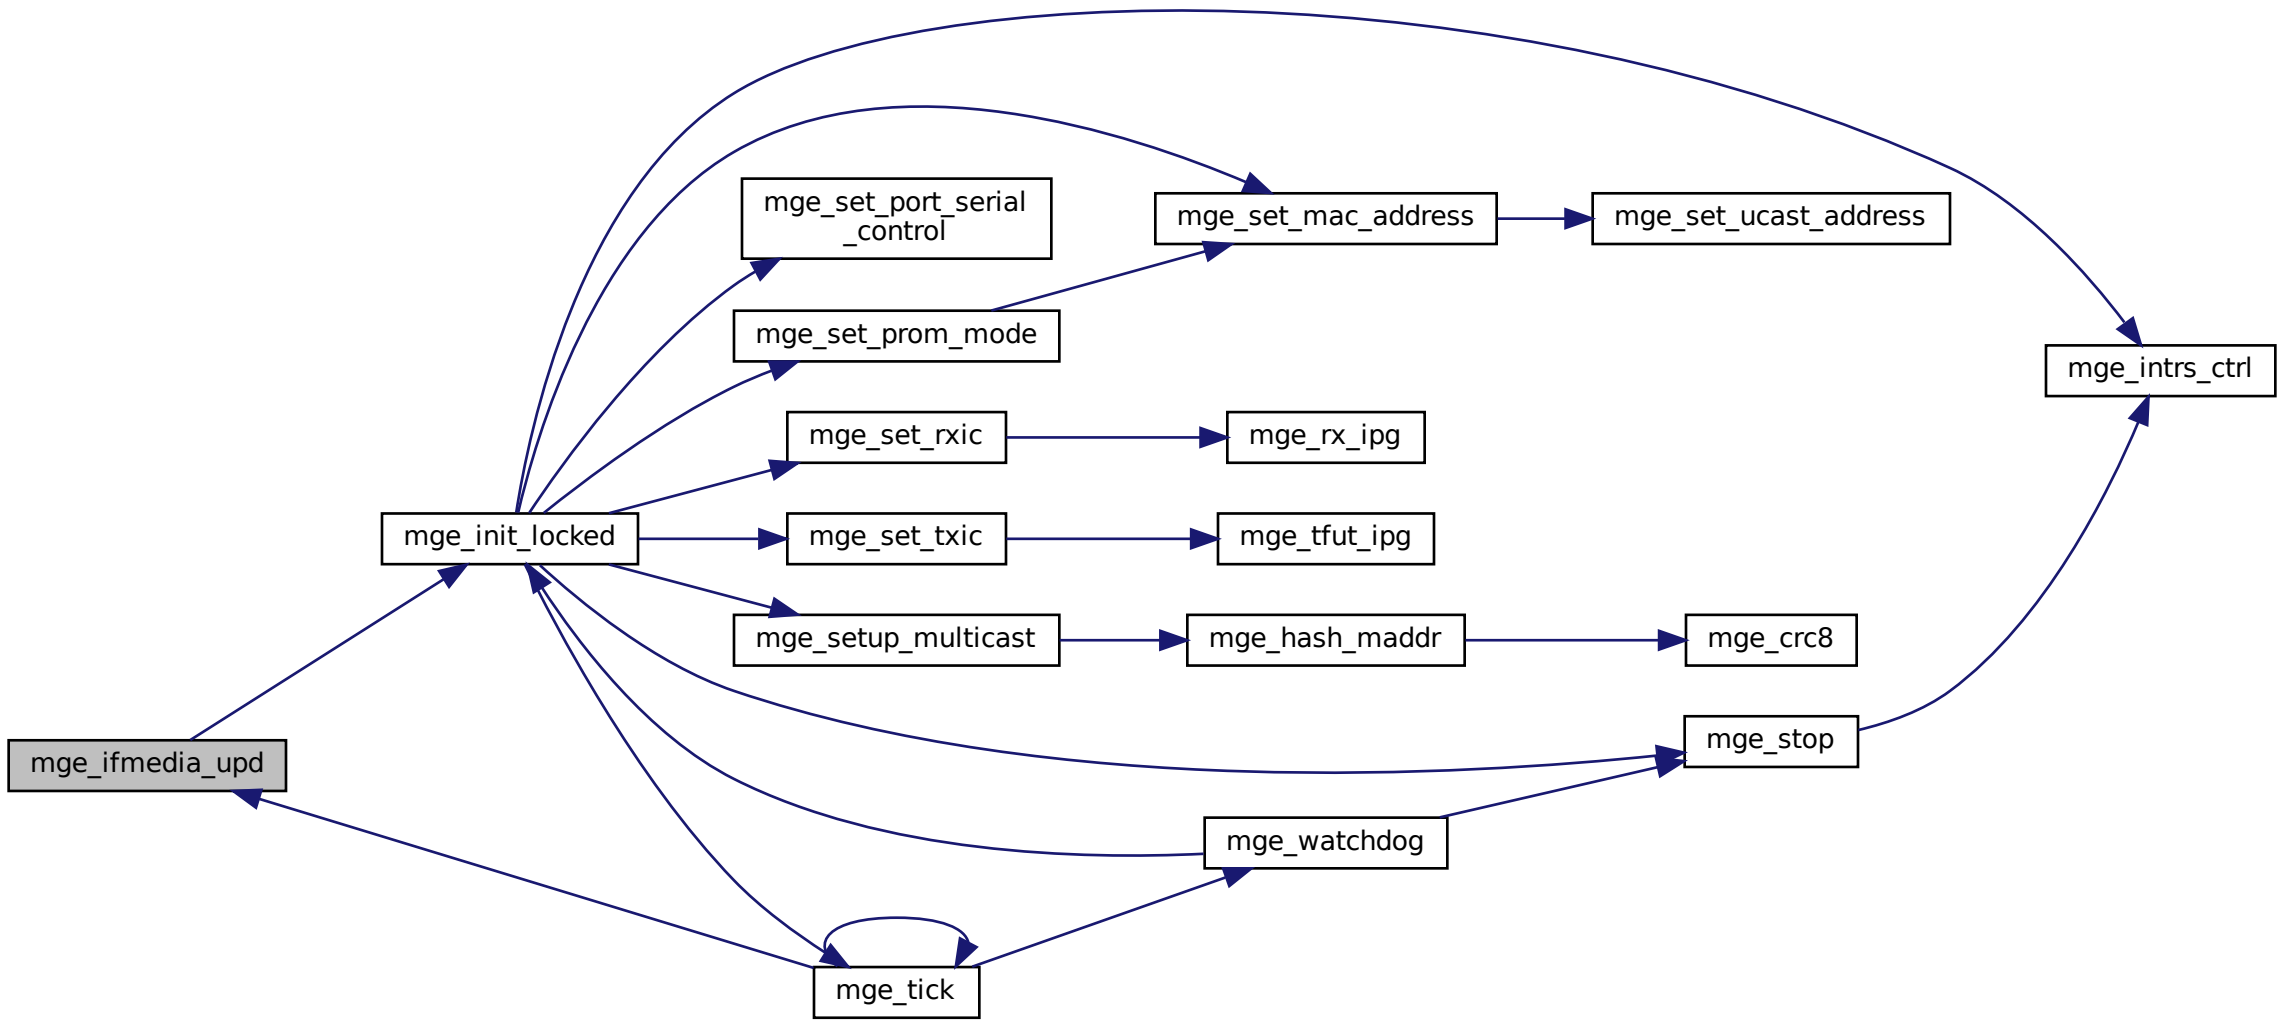 mge_set_port_serial
_control
mge_set_mac_address
mge_set_ucast_address
mge_set_prom_mode
mge_intrs_ctrl
mge_set_rxic
mge_rx_ipg
mge_init_locked
mge_set_txic
mge_tfut_ipg
mge_setup_multicast
mge_hash_maddr
mge_crc8
mge_ifmedia_upd
mge_stop
mge_watchdog
mge_tick